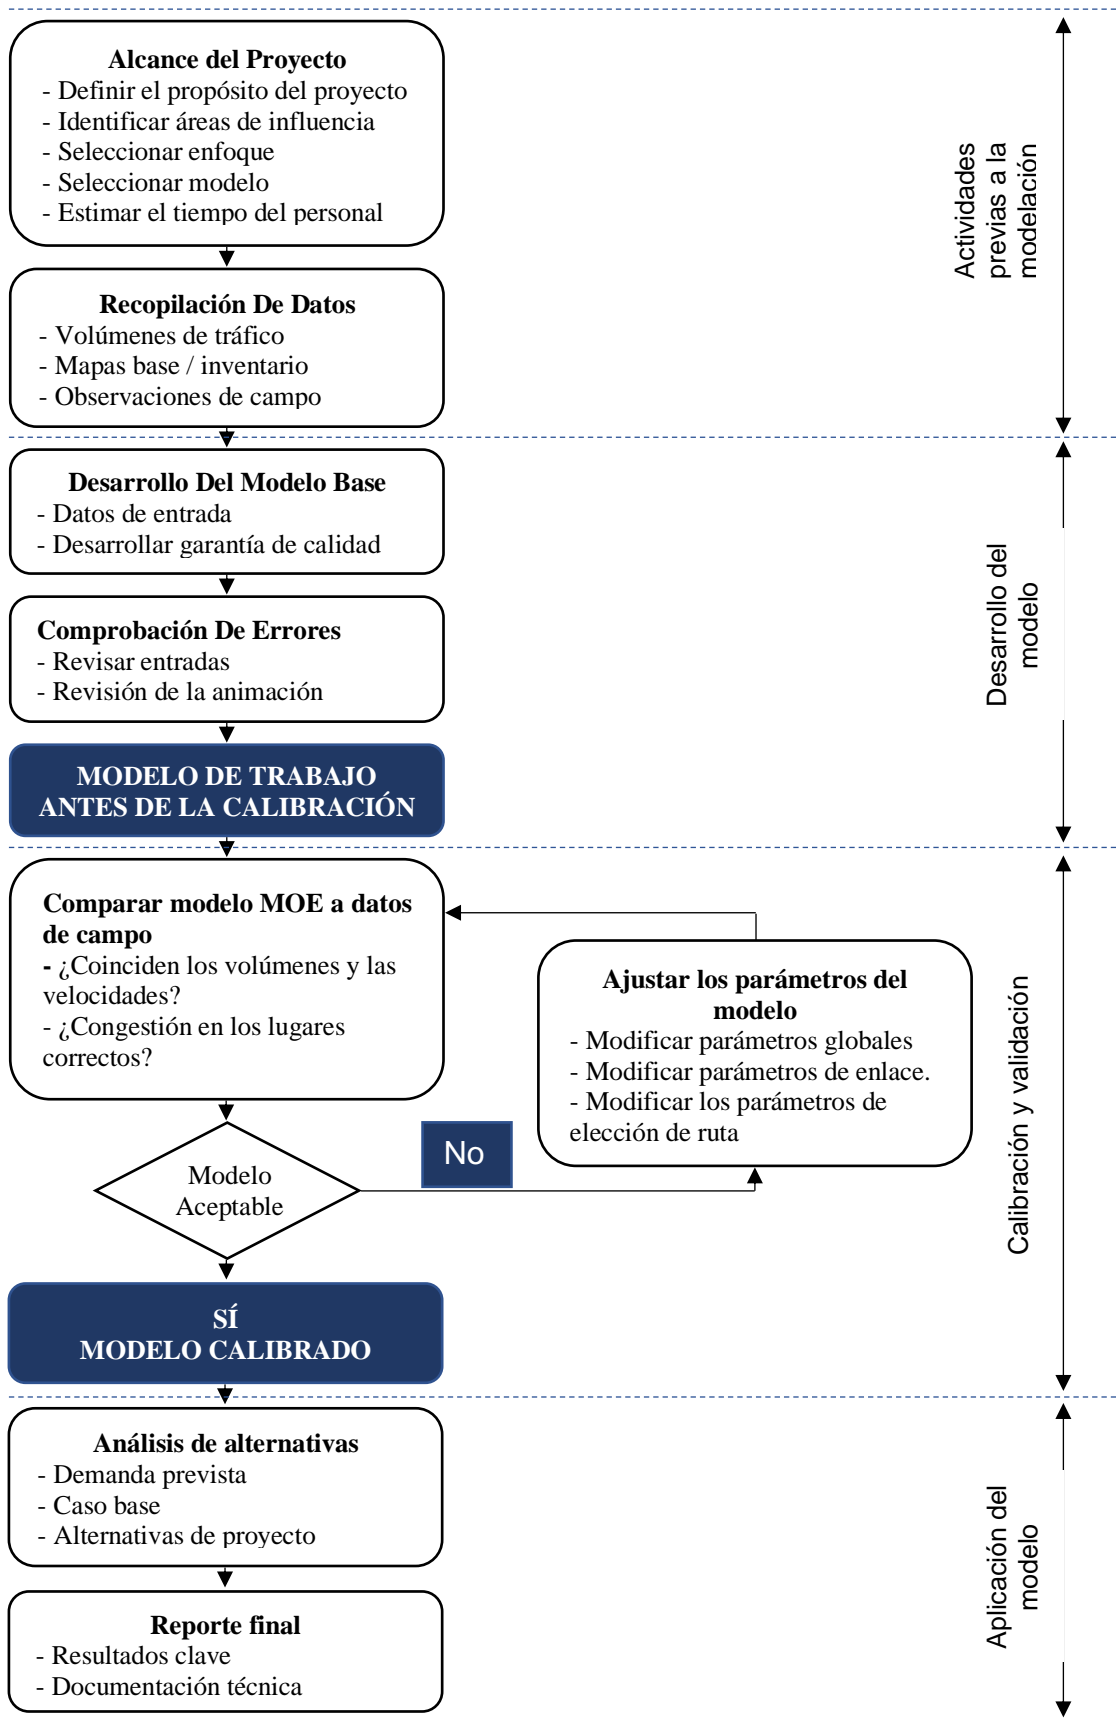 Alcance del Proyecto
- Definir el propósito del proyecto
- Identificar áreas de influencia
- Seleccionar enfoque
- Seleccionar modelo
- Estimar el tiempo del personal
Actividades
previas a la
modelación
Recopilación De Datos
- Volúmenes de tráfico
- Mapas base / inventario
- Observaciones de campo
Desarrollo Del Modelo Base
- Datos de entrada
- Desarrollar garantía de calidad
Desarrollo del
modelo
Comprobación De Errores
- Revisar entradas
- Revisión de la animación
MODELO DE TRABAJO
ANTES DE LA CALIBRACIÓN
Comparar modelo MOE a datos
de campo
- ¿Coinciden los volúmenes y las
velocidades?
- ¿Congestión en los lugares
correctos?
Ajustar los parámetros del
modelo
- Modificar parámetros globales
- Modificar parámetros de enlace.
- Modificar los parámetros de
elección de ruta
Calibración y validación
No
Modelo
Aceptable
SÍ
MODELO CALIBRADO
Análisis de alternativas
- Demanda prevista
- Caso base
- Alternativas de proyecto
Aplicación del
modelo
Reporte final
- Resultados clave
- Documentación técnica